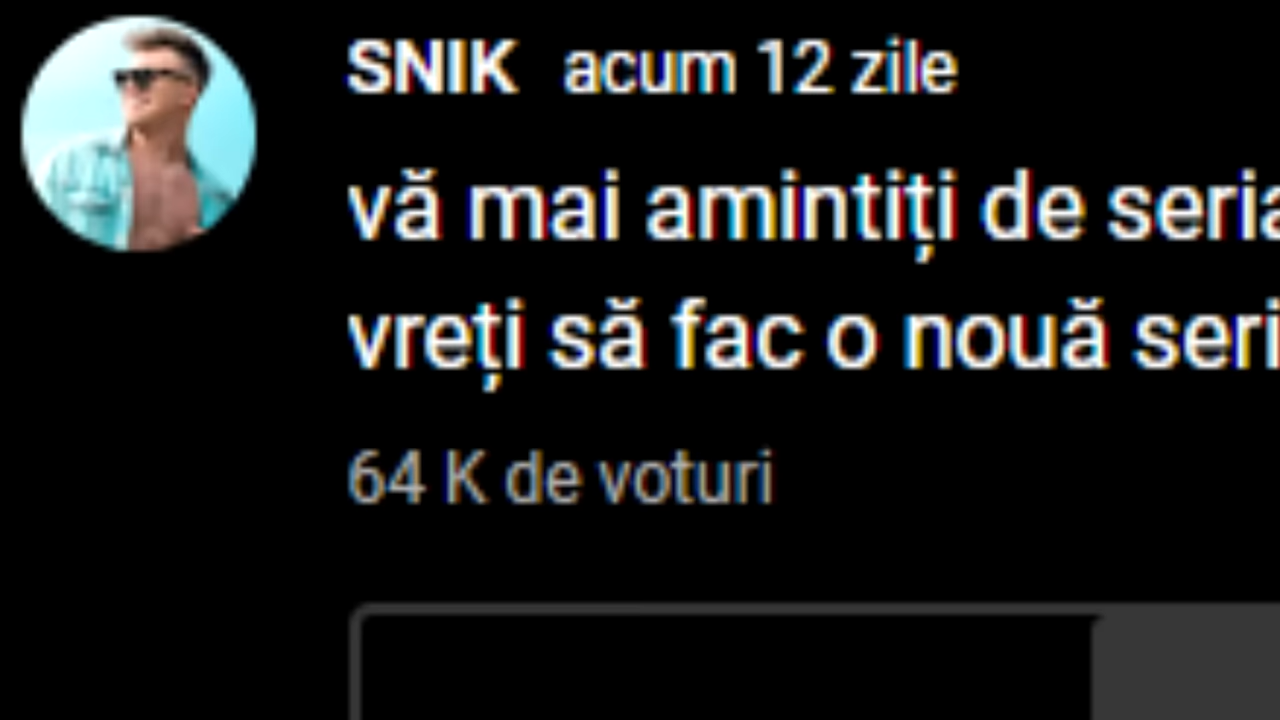 SNIK acum 12 zile
vă mai amintiți de seria
vreți să fac o nouă seri
64 K de voturi